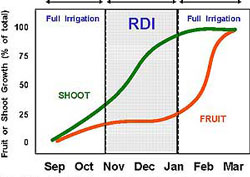 Full Irrigation RDI Full Irrigation
Fruit or Shoot Growth (% of total)
100
75
50
25
0
SHOOT
FRUIT
Sep Oct Nov Dec Jan Feb Mar